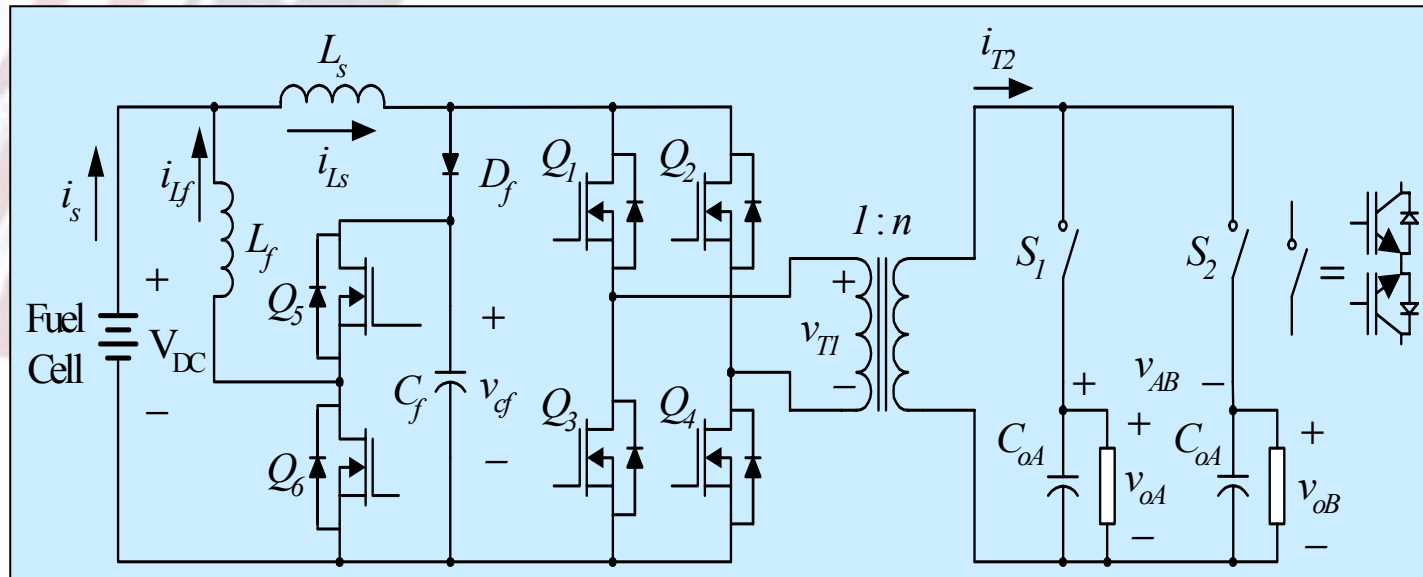 L_s
i_T2
i_s
i_Lf
i_Ls
D_f
Q_1
Q_2
L_f
1:n
S_1
S_2
=
+
Q_5
+
+
Fuel
Cell
V_DC
v_T1
−
C_f
v_cf
−
−
Q_3
Q_4
+
v_AB
−
Q_6
C_oA
+
v_oA
−
C_oA
+
v_oB
−